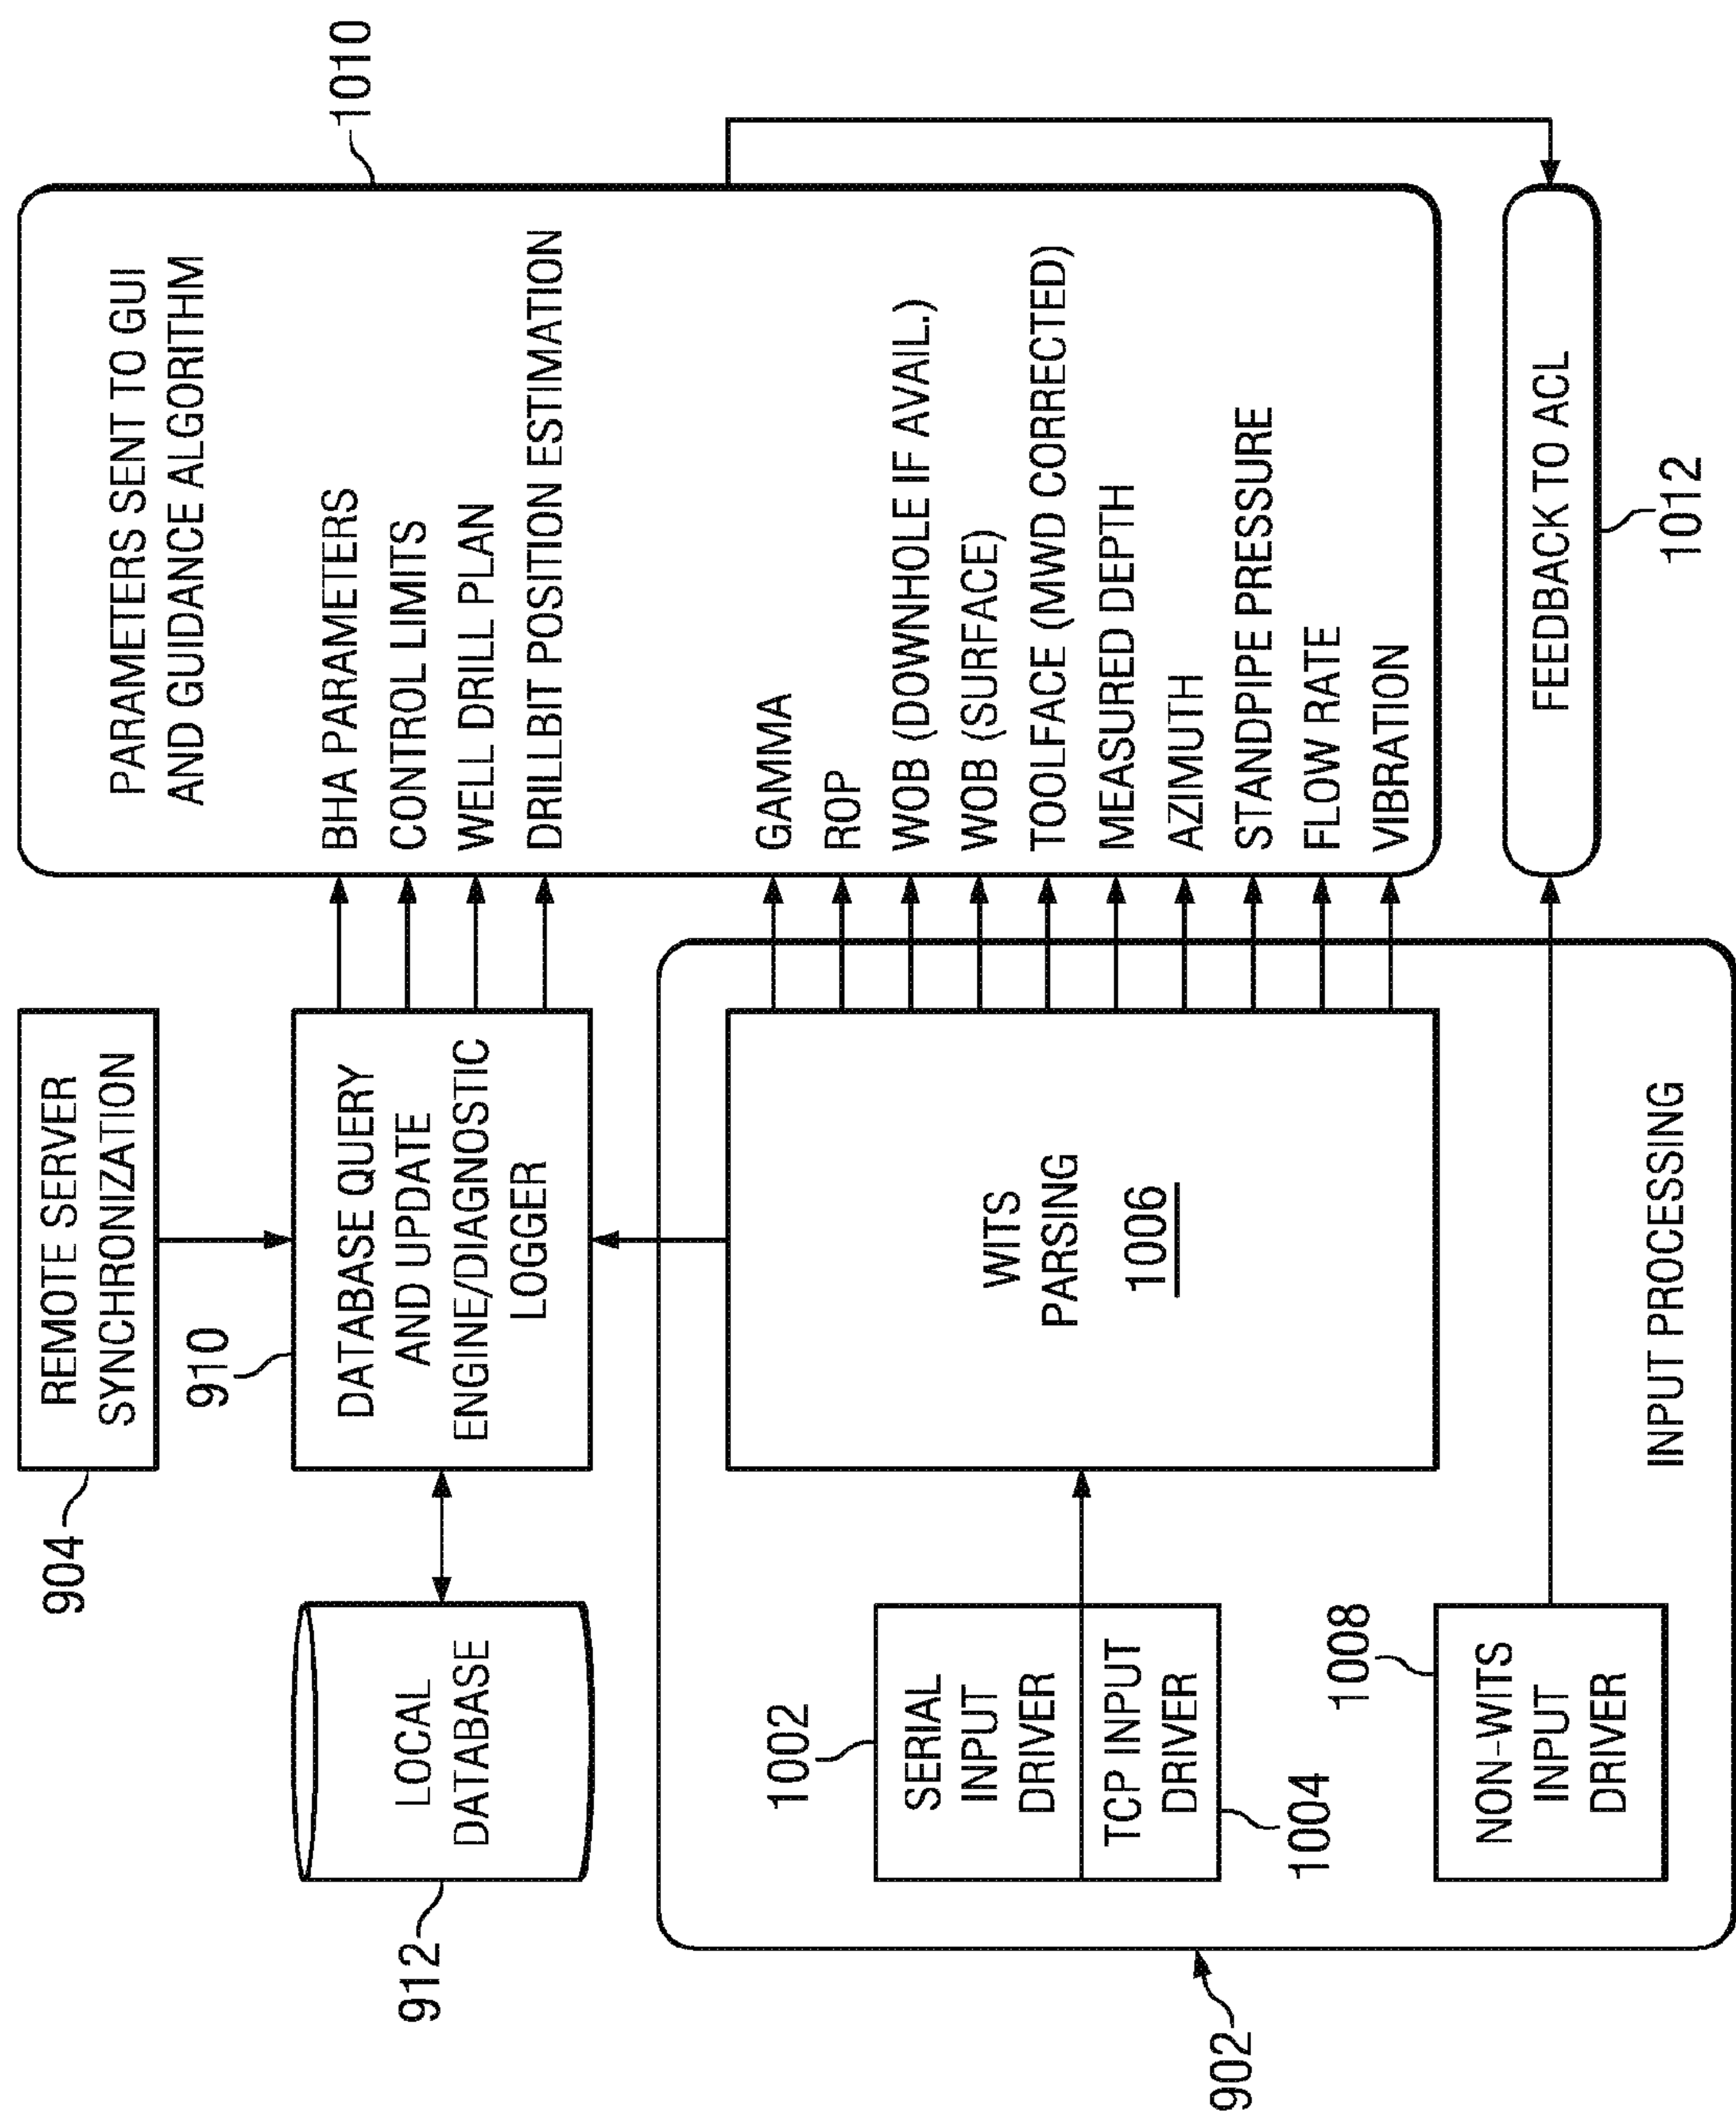 904
REMOTE SERVER
SYNCHRONIZATION
910
912
LOCAL
DATABASE
DATABASE QUERY
AND UPDATE
ENGINE/DIAGNOSTIC
LOGGER
PARAMETERS SENT TO GUI
AND GUIDANCE ALGORITHM
1010
BHA PARAMETERS
CONTROL LIMITS
WELL DRILL PLAN
DRILLBIT POSITION ESTIMATION
GAMMA
ROP
WOB (DOWNHOLE IF AVAIL.)
WOB (SURFACE)
TOOLFACE (MWD CORRECTED)
MEASURED DEPTH
AZIMUTH
STANDPIPE PRESSURE
FLOW RATE
VIBRATION
902
1002
SERIAL
INPUT
DRIVER
TCP INPUT
DRIVER
1004
WITS
PARSING
1006
1008
NON-WITS
INPUT
DRIVER
INPUT PROCESSING
FEEDBACK TO ACL
1012